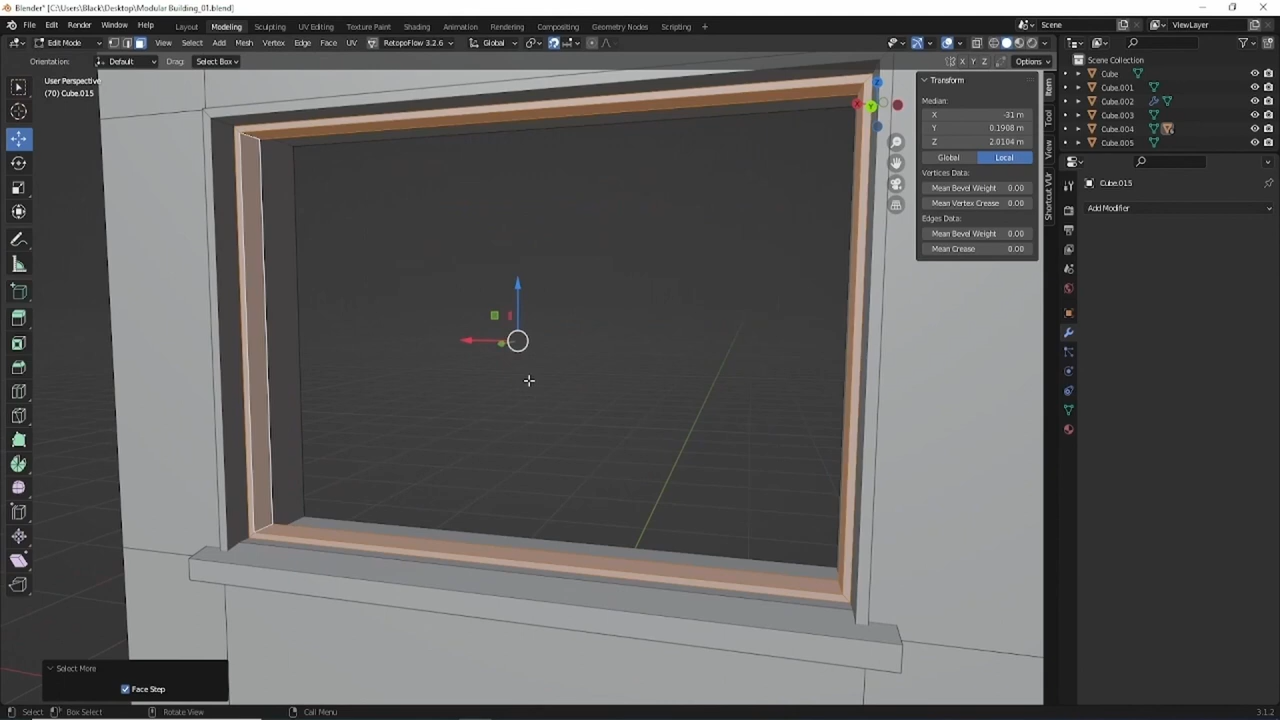 Blender* [C:\Users\Black\Desktop\Modular Building_01.blend]
File Edit Render Window Help Layout Modeling Sculpting UV Editing Texture Paint Shading Animation Rendering Compositing Geometry Nodes Scripting + Scene ViewLayer
Edit Mode View Select Add Mesh Vertex Edge Face UV RetopoFlow 3.2.6 Global
Orientation: Default Drag: Select Box X Y Z Options
User Perspective
(70) Cube.015
Transform
Median:
X -31 m
Y 0.1908 m
Z 2.0104 m
Global Local
Vertices Data:
Mean Bevel Weight 0.00
Mean Vertex Crease 0.00
Edges Data:
Mean Bevel Weight 0.00
Mean Crease 0.00
Item
Tool
View
Shortcut VUr
Scene Collection
Cube
Cube.001
Cube.002
Cube.003
Cube.004
Cube.005
Cube.015
Add Modifier
X
Y
Z
Select More
Face Step
Select Box Select Rotate View Call Menu 3.1.2